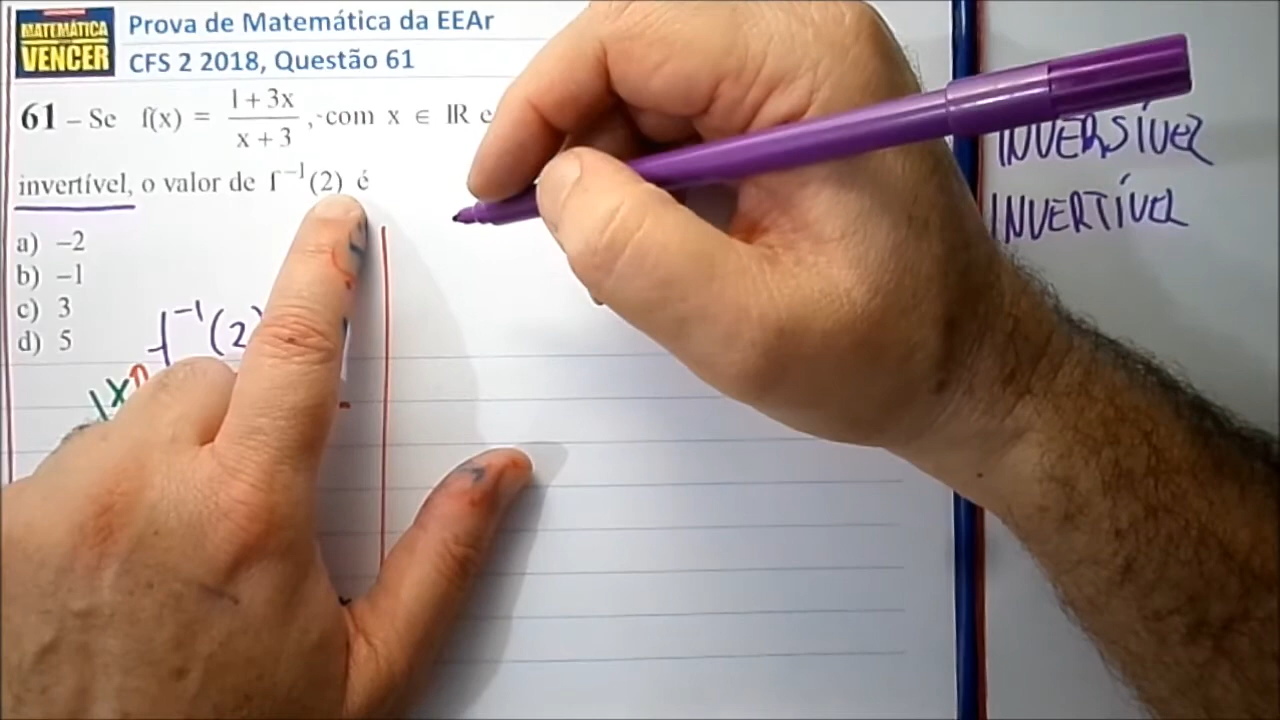 MATEMÁTICA
VENCER
Prova de Matemática da EEAr
CFS 2 2018, Questão 61
61 – Se f(x) = (1 + 3x)/(x + 3), com x ∈ IR e
invertível, o valor de f⁻¹(2) é
a) –2
b) –1
c) 3
d) 5
f⁻¹(2)
INVERSÍVEL
INVERTÍVEL